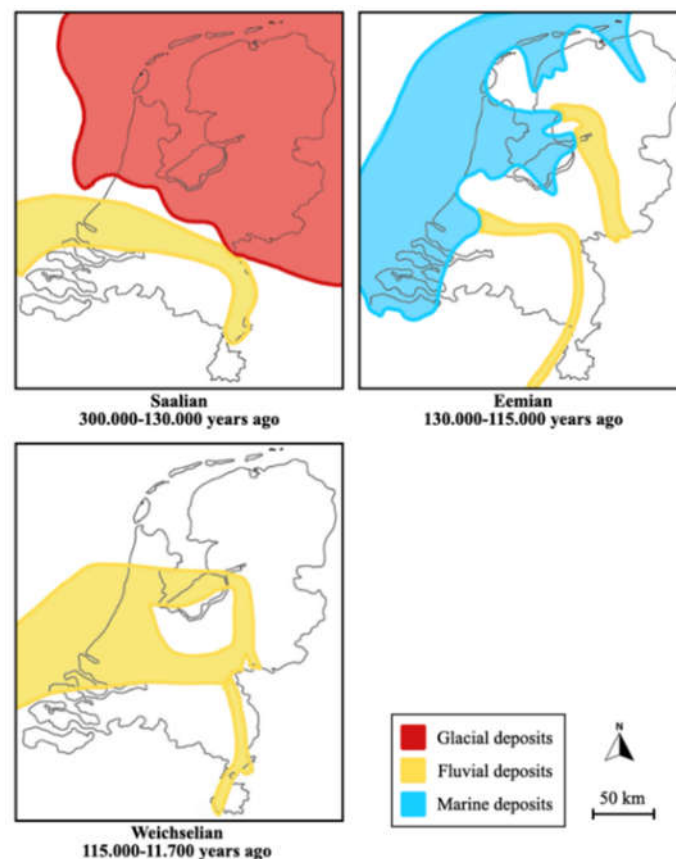 Saalian
300.000-130.000 years ago
Eemian
130.000-115.000 years ago
Weichselian
115.000-11.700 years ago
Glacial deposits
Fluvial deposits
Marine deposits
N
50 km